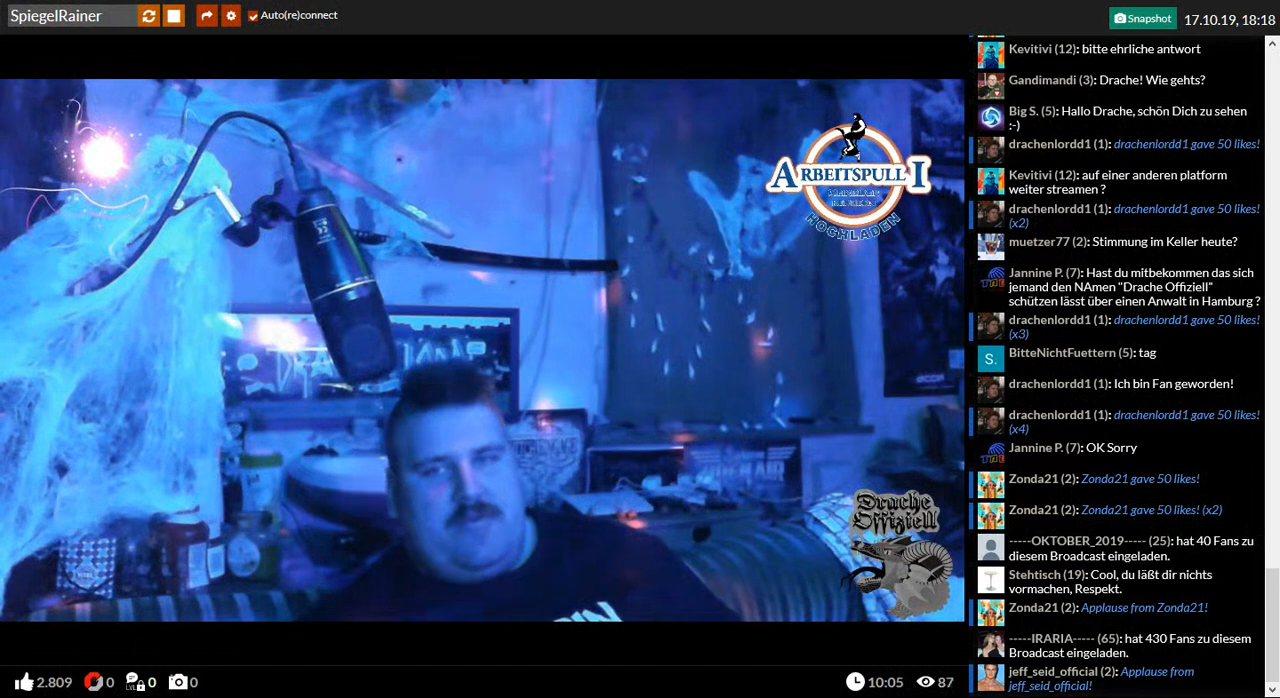 SpiegelRainer
Auto(re)connect
Snapshot
17.10.19, 18:18
ARBEITSPULLI
HOCHLADEN
Drache
Offiziell
Kevitivi (12): bitte ehrliche antwort
Gandimandi (3): Drache! Wie gehts?
Big S. (5): Hallo Drache, schön Dich zu sehen
:-)
drachenlordd1 (1): drachenlordd1 gave 50 likes!
Kevitivi (12): auf einer anderen platform
weiter streamen ?
drachenlordd1 (1): drachenlordd1 gave 50 likes!
(x2)
muetzer77 (2): Stimmung im Keller heute?
Jannine P. (7): Hast du mitbekommen das sich
jemand den NAmen "Drache Offiziell"
schützen lässt über einen Anwalt in Hamburg ?
drachenlordd1 (1): drachenlordd1 gave 50 likes!
(x3)
S.
BitteNichtFuettern (5): tag
drachenlordd1 (1): Ich bin Fan geworden!
drachenlordd1 (1): drachenlordd1 gave 50 likes!
(x4)
Jannine P. (7): OK Sorry
Zonda21 (2): Zonda21 gave 50 likes!
Zonda21 (2): Zonda21 gave 50 likes! (x2)
-----OKTOBER_2019----- (25): hat 40 Fans zu
diesem Broadcast eingeladen.
Stehtisch (19): Cool, du läßt dir nichts
vormachen, Respekt.
Zonda21 (2): Applause from Zonda21!
-----IRARIA----- (65): hat 430 Fans zu diesem
Broadcast eingeladen.
jeff_seid_official (2): Applause from
jeff_seid_official!
2.809
0
0
0
10:05
87